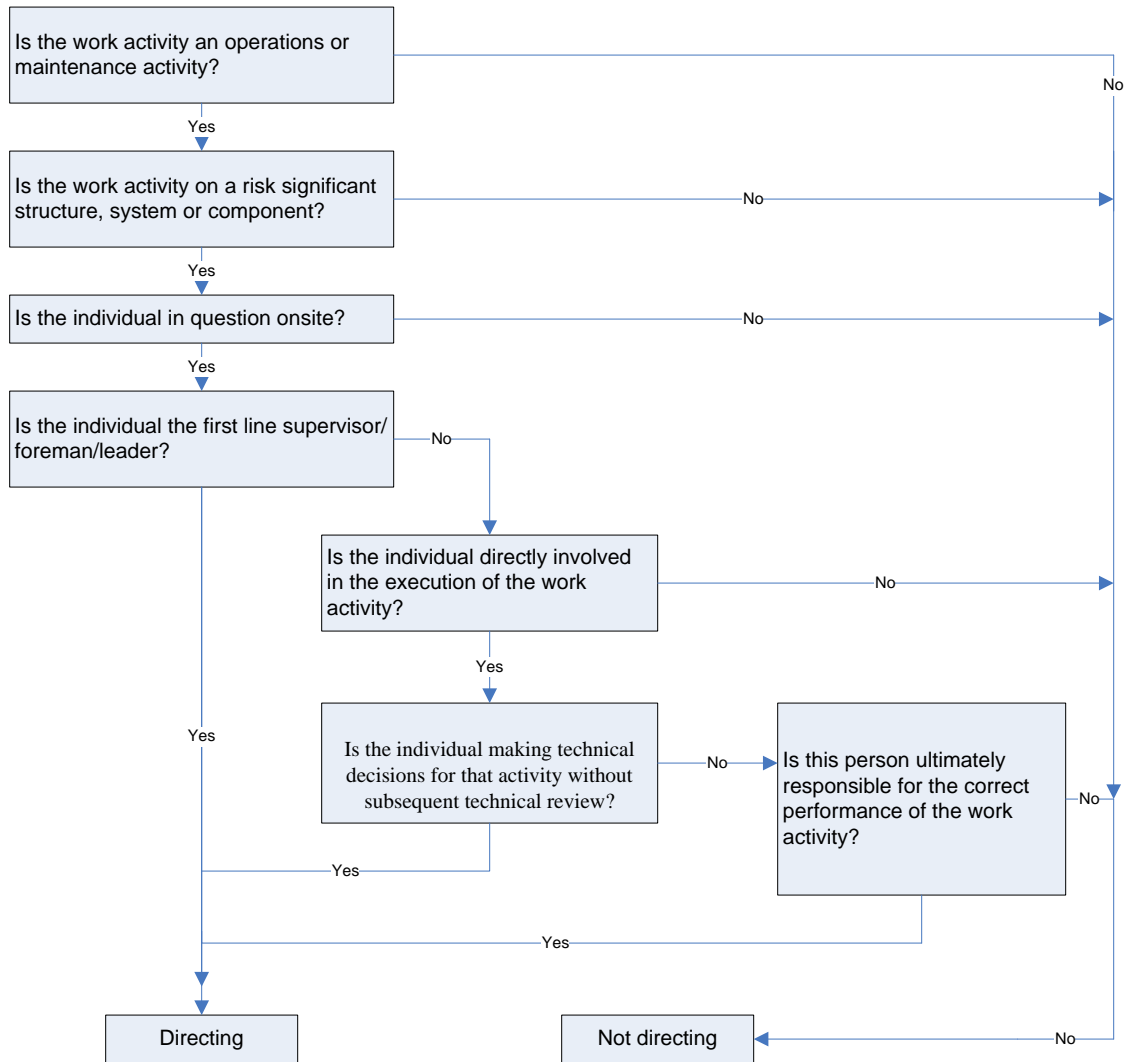 Is the work activity an operations or
maintenance activity?
No
Yes
Is the work activity on a risk significant
structure, system or component?
No
Yes
Is the individual in question onsite?
No
Yes
Is the individual the first line supervisor/
foreman/leader?
No
Is the individual directly involved
in the execution of the work
activity?
No
Yes
Yes
Is the individual making technical
decisions for that activity without
subsequent technical review?
No
Is this person ultimately
responsible for the correct
performance of the work
activity?
No
Yes
Yes
Directing
Not directing
No